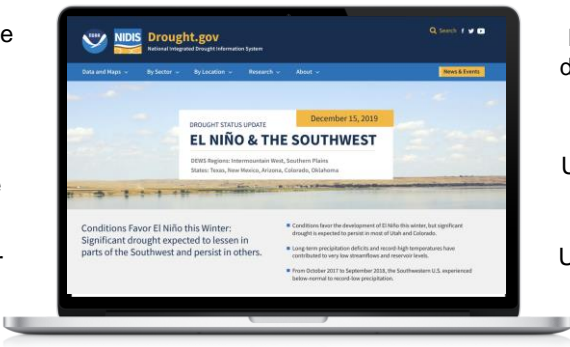 e
NOAA
NIDIS
Drought.gov
National Integrated Drought Information System
Search
Data and Maps
By Sector
By Location
Research
About
News & Events
December 15, 2019
DROUGHT STATUS UPDATE
EL NIÑO & THE SOUTHWEST
DEWS Regions: Intermountain West, Southern Plains
States: Texas, New Mexico, Arizona, Colorado, Oklahoma
Conditions Favor El Niño this Winter:
Significant drought expected to lessen in
parts of the Southwest and persist in others.
Conditions favor the development of El Niño this winter, but significant
drought is expected to persist in most of Utah and Colorado.
Long-term precipitation deficits and record-high temperatures have
contributed to very low streamflows and reservoir levels.
From October 2017 to September 2018, the Southwestern U.S. experienced
below-normal to record-low precipitation.
d
U
U